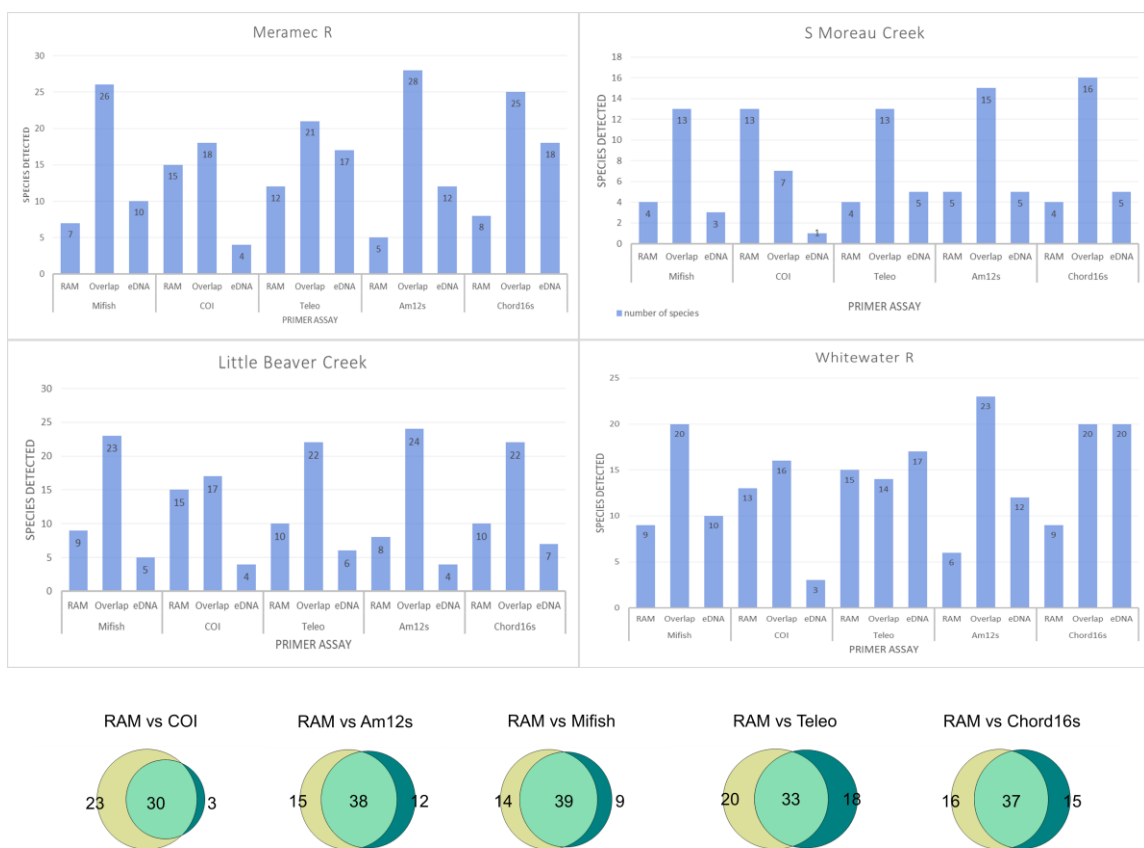 Meramec R
30
25
20
15
10
5
0
SPECIES DETECTED
7
26
10
15
18
4
12
21
17
5
28
12
8
25
18
RAM Overlap eDNA RAM Overlap eDNA RAM Overlap eDNA RAM Overlap eDNA RAM Overlap eDNA
Mifish COI Teleo Am12s Chord16s
PRIMER ASSAY
S Moreau Creek
18
16
14
12
10
8
6
4
2
0
SPECIES DETECTED
4
13
3
13
7
1
4
13
5
5
15
5
4
16
5
RAM Overlap eDNA RAM Overlap eDNA RAM Overlap eDNA RAM Overlap eDNA RAM Overlap eDNA
Mifish COI Teleo Am12s Chord16s
PRIMER ASSAY
number of species
Little Beaver Creek
30
25
20
15
10
5
0
SPECIES DETECTED
9
23
5
15
17
4
10
22
6
8
24
4
10
22
7
RAM Overlap eDNA RAM Overlap eDNA RAM Overlap eDNA RAM Overlap eDNA RAM Overlap eDNA
Mifish COI Teleo Am12s Chord16s
PRIMER ASSAY
Whitewater R
25
20
15
10
5
0
SPECIES DETECTED
9
20
10
13
16
3
15
14
17
6
23
12
9
20
20
RAM Overlap eDNA RAM Overlap eDNA RAM Overlap eDNA RAM Overlap eDNA RAM Overlap eDNA
Mifish COI Teleo Am12s Chord16s
PRIMER ASSAY
RAM vs COI
23 30 3
RAM vs Am12s
15 38 12
RAM vs Mifish
14 39 9
RAM vs Teleo
20 33 18
RAM vs Chord16s
16 37 15